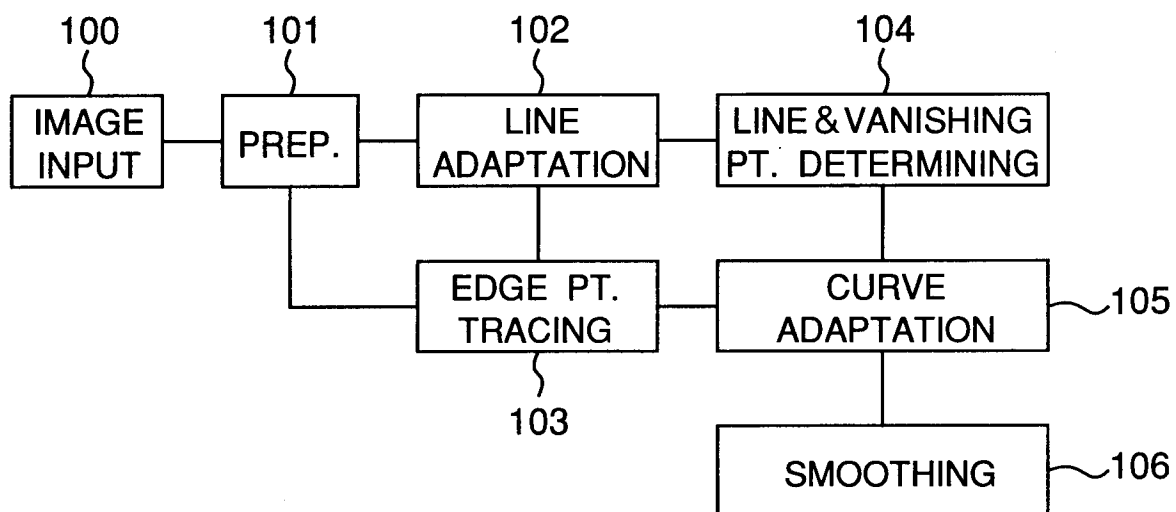 100
101
102
104
IMAGE
INPUT
PREP.
LINE
ADAPTATION
LINE & VANISHING
PT. DETERMINING
EDGE PT.
TRACING
103
CURVE
ADAPTATION
105
SMOOTHING
106